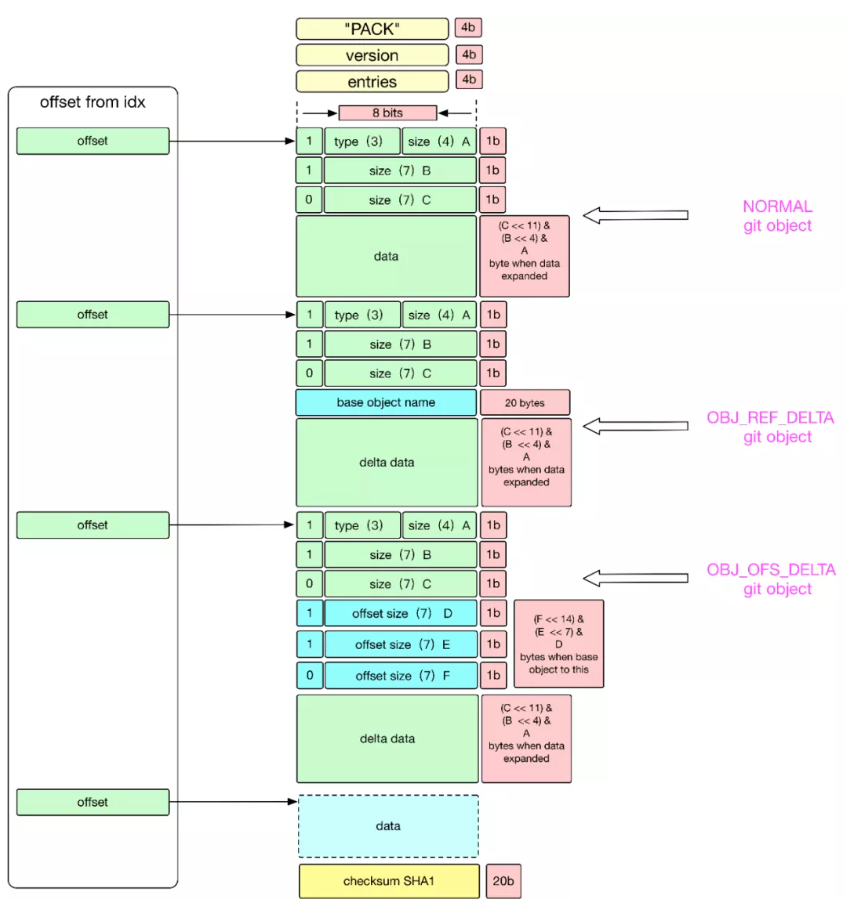 "PACK" 4b
version 4b
entries 4b
offset from idx
8 bits
offset 1 type (3) size (4) A 1b
1 size (7) B 1b
0 size (7) C 1b
NORMAL
git object
data
(C << 11) &
(B << 4) &
A
byte when data
expanded
offset 1 type (3) size (4) A 1b
1 size (7) B 1b
0 size (7) C 1b
base object name 20 bytes
OBJ_REF_DELTA
git object
delta data
(C << 11) &
(B << 4) &
A
bytes when data
expanded
offset 1 type (3) size (4) A 1b
1 size (7) B 1b
0 size (7) C 1b
OBJ_OFS_DELTA
git object
1 offset size (7) D 1b
1 offset size (7) E 1b
0 offset size (7) F 1b
(F << 14) &
(E << 7) &
D
bytes when base
object to this
delta data
(C << 11) &
(B << 4) &
A
bytes when data
expanded
offset
data
checksum SHA1 20b